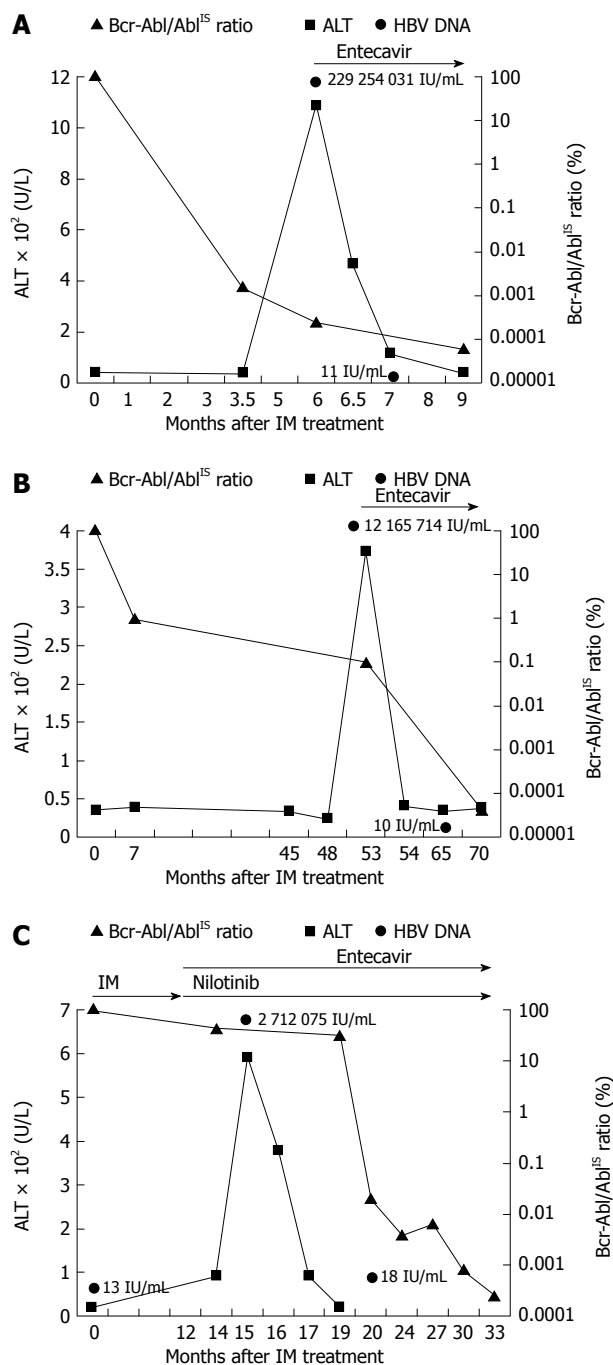 A
▲ Bcr-Abl/Abl^IS ratio ■ ALT ● HBV DNA
Entecavir
229 254 031 IU/mL
12
10
8
6
4
2
0
ALT × 10² (U/L)
100
10
1
0.1
0.01
0.001
0.0001
0.00001
Bcr-Abl/Abl^IS ratio (%)
11 IU/mL
0 1 2 3 3.5 5 6 6.5 7 8 9
Months after IM treatment
B
▲ Bcr-Abl/Abl^IS ratio ■ ALT ● HBV DNA
Entecavir
12 165 714 IU/mL
4
3.5
3
2.5
2
1.5
1
0.5
0
ALT × 10² (U/L)
100
10
1
0.1
0.001
0.0001
0.00001
Bcr-Abl/Abl^IS ratio (%)
10 IU/mL
0 7 45 48 53 54 65 70
Months after IM treatment
C
▲ Bcr-Abl/Abl^IS ratio ■ ALT ● HBV DNA
Entecavir
IM Nilotinib
2 712 075 IU/mL
7
6
5
4
3
2
1
0
ALT × 10² (U/L)
100
10
1
0.1
0.01
0.001
0.0001
Bcr-Abl/Abl^IS ratio (%)
13 IU/mL
18 IU/mL
0 12 14 15 16 17 19 20 24 27 30 33
Months after IM treatment